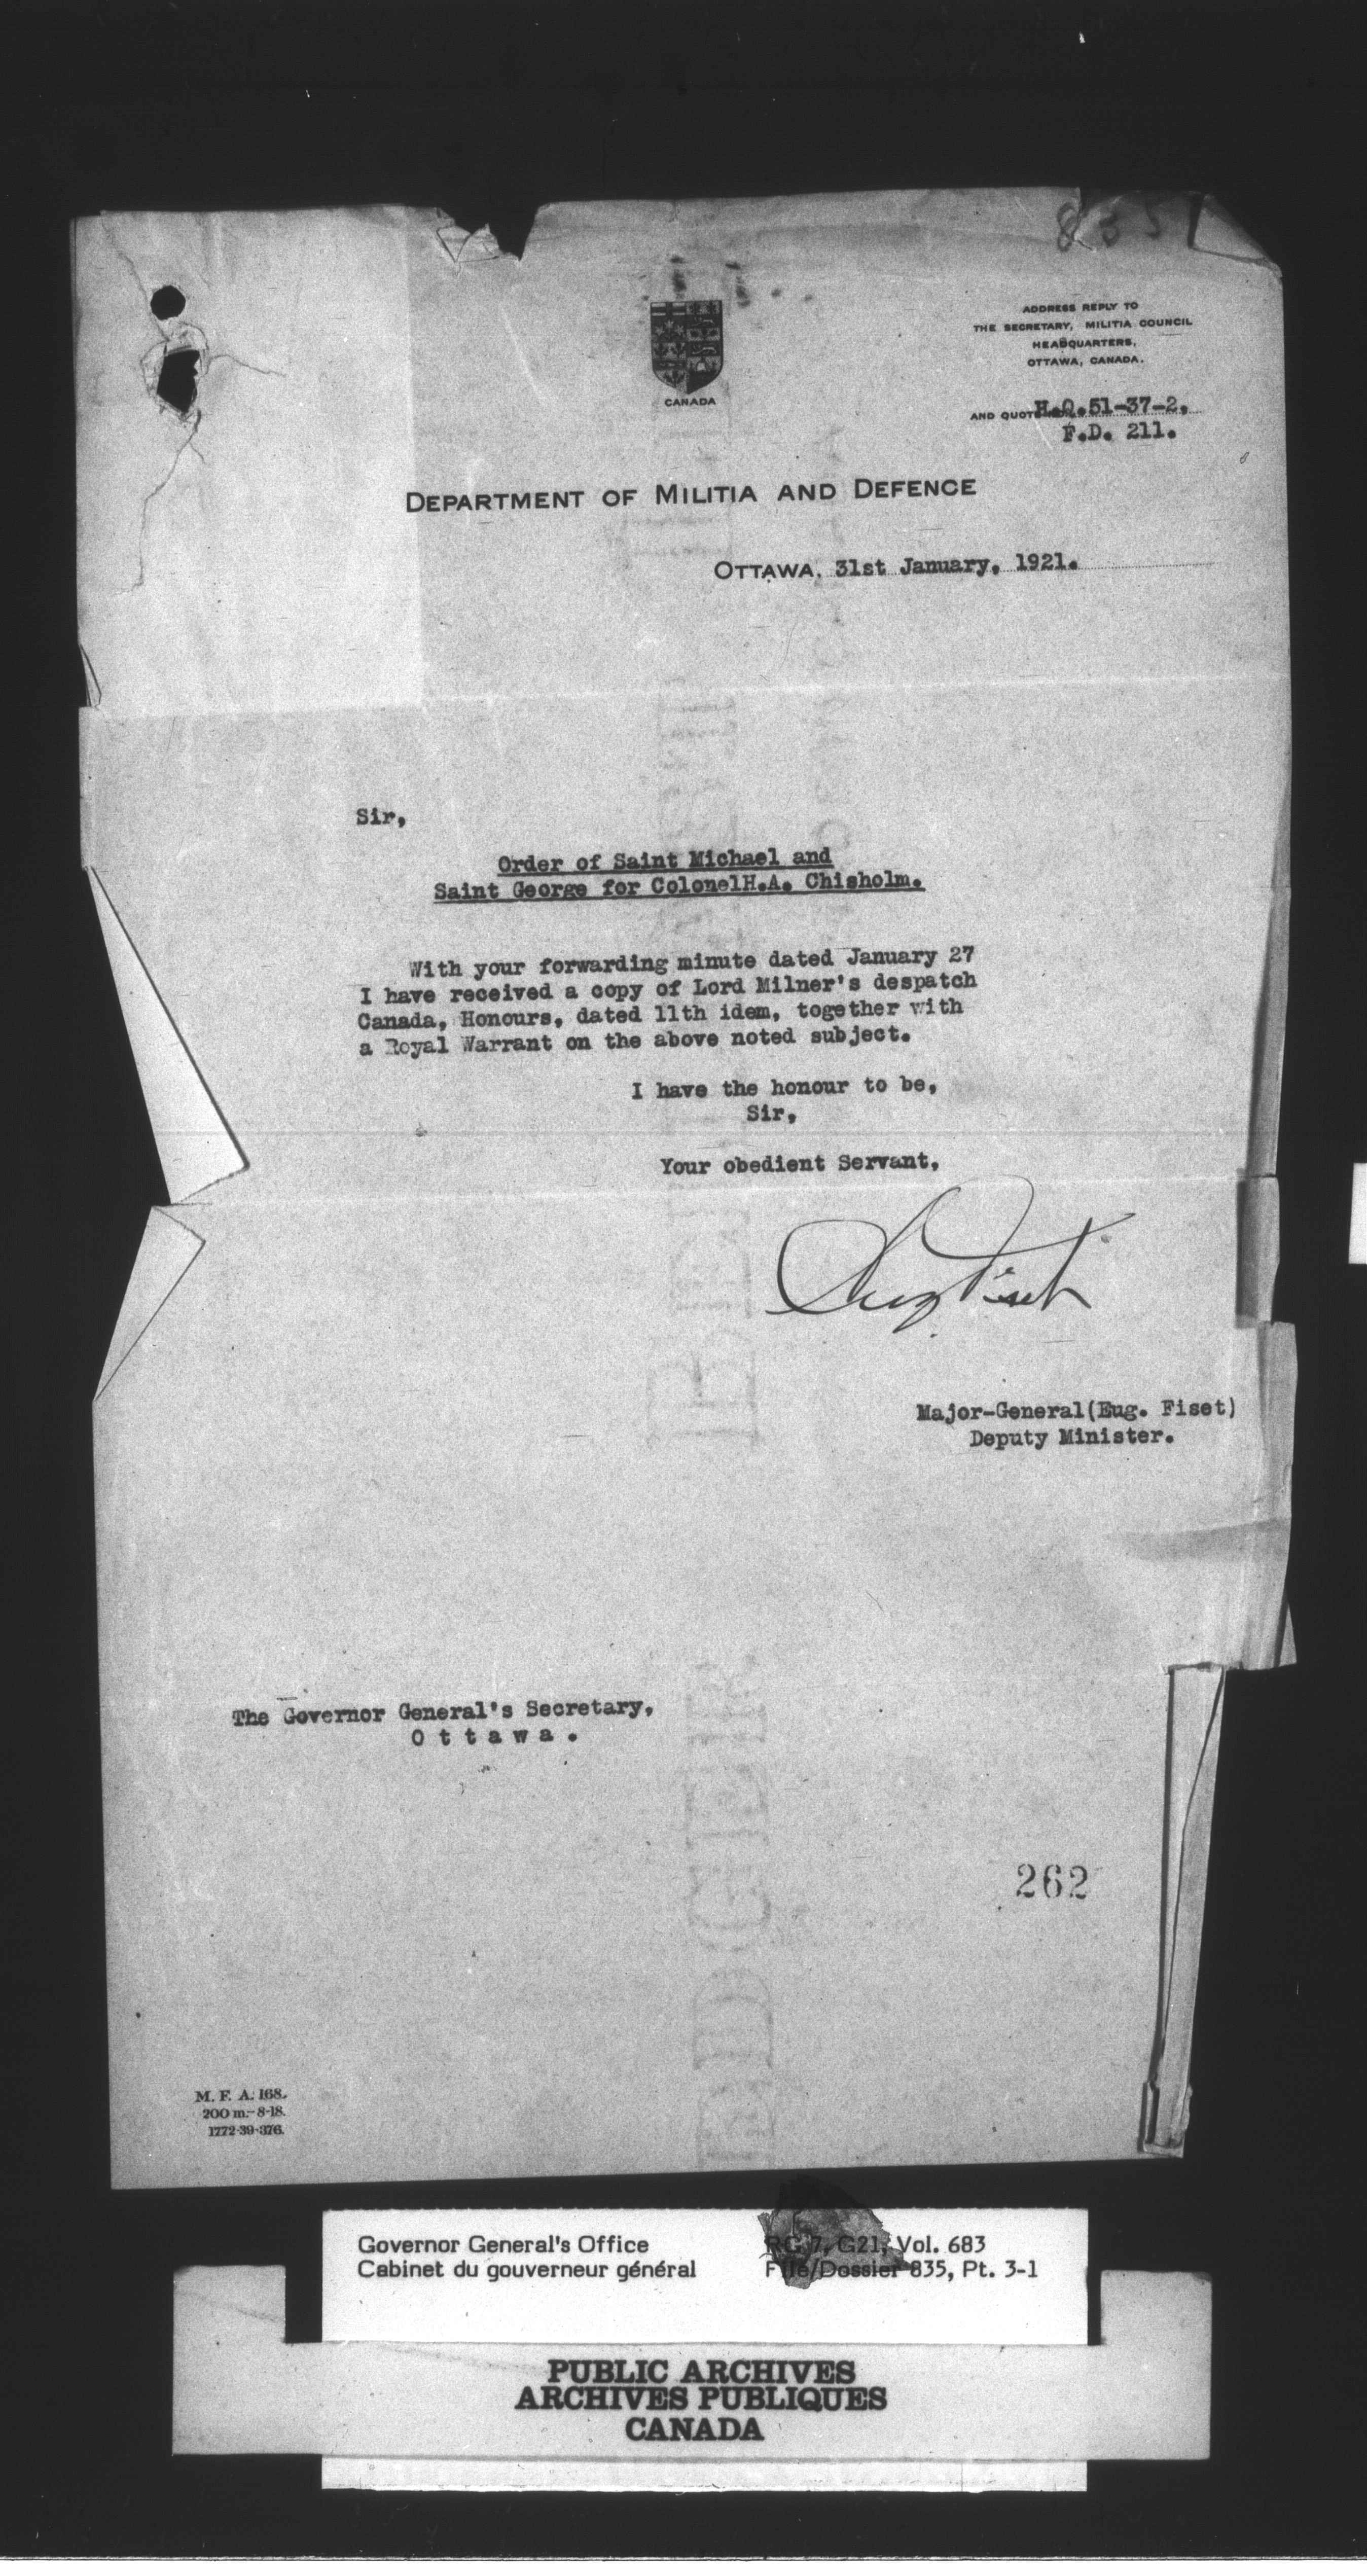 835
CANADA
ADDRESS REPLY TO
THE SECRETARY, MILITIA COUNCIL
HEADQUARTERS,
OTTAWA, CANADA.
AND QUOTE H.Q.51-37-2.
F.D. 211.
DEPARTMENT OF MILITIA AND DEFENCE
OTTAWA, 31st January, 1921.
Sir,
Order of Saint Michael and
Saint George for ColonelH.A. Chisholm.
With your forwarding minute dated January 27
I have received a copy of Lord Milner's despatch
Canada, Honours, dated 11th idem, together with
a Royal Warrant on the above noted subject.
I have the honour to be,
Sir,
Your obedient Servant,
Eug Fiset
Major-General(Eug. Fiset)
Deputy Minister.
The Governor General's Secretary,
O t t a w a .
262
M. F. A. 168.
200 m.-8-18.
1772-39-376.
Governor General's Office
Cabinet du gouverneur général
RG 7, G21, Vol. 683
File/Dossier 835, Pt. 3-1
PUBLIC ARCHIVES
ARCHIVES PUBLIQUES
CANADA